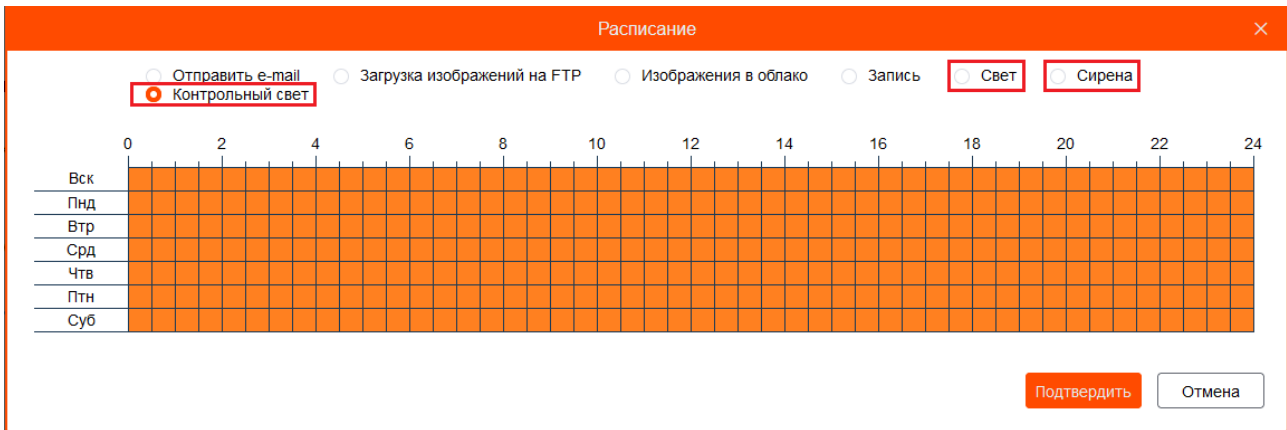 Расписание
Отправить e-mail Загрузка изображений на FTP Изображения в облако Запись Свет Сирена
Контрольный свет
0 2 4 6 8 10 12 14 16 18 20 22 24
Вск
Пнд
Втр
Срд
Чтв
Птн
Суб
Подтвердить Отмена